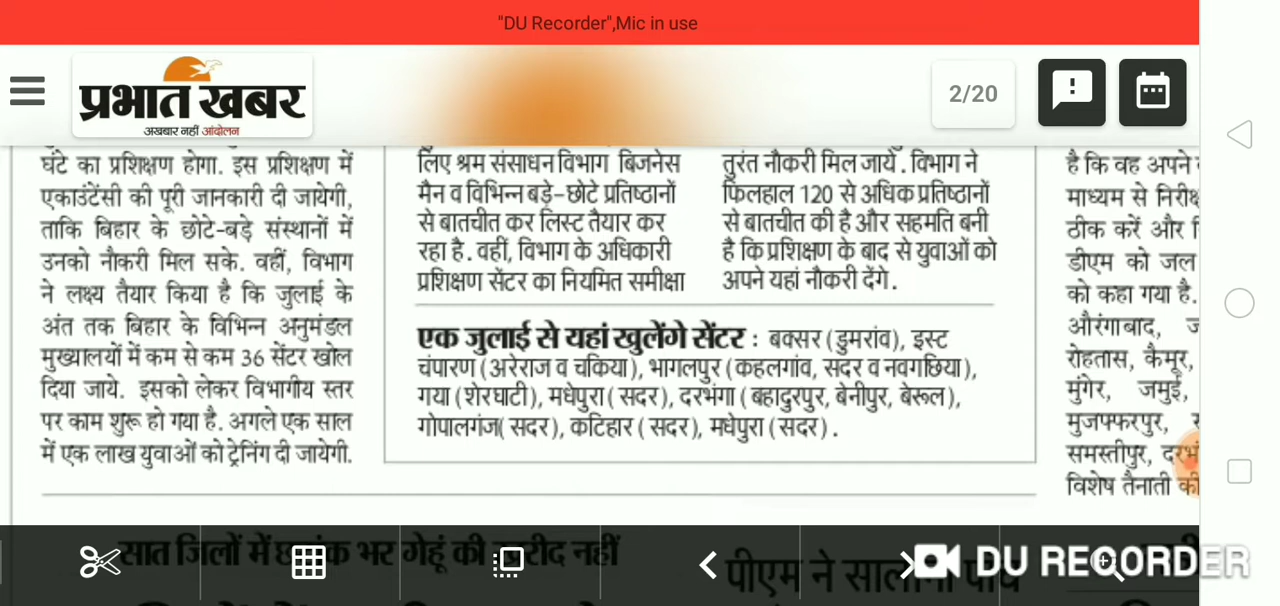 "DU Recorder",Mic in use
प्रभात खबर
अखबार नहीं आंदोलन
2/20
घंटे का प्रशिक्षण होगा. इस प्रशिक्षण में
एकाउंटेंसी की पूरी जानकारी दी जायेगी,
ताकि बिहार के छोटे-बड़े संस्थानों में
उनको नौकरी मिल सके. वहीं, विभाग
ने लक्ष्य तैयार किया है कि जुलाई के
अंत तक बिहार के विभिन्न अनुमंडल
मुख्यालयों में कम से कम 36 सेंटर खोल
दिया जाये. इसको लेकर विभागीय स्तर
पर काम शुरू हो गया है. अगले एक साल
में एक लाख युवाओं को ट्रेनिंग दी जायेगी.
लिए श्रम संसाधन विभाग बिजनेस
मैन व विभिन्न बड़े-छोटे प्रतिष्ठानों
से बातचीत कर लिस्ट तैयार कर
रहा है. वहीं, विभाग के अधिकारी
प्रशिक्षण सेंटर का नियमित समीक्षा
तुरंत नौकरी मिल जाये. विभाग ने
फिलहाल 120 से अधिक प्रतिष्ठानों
से बातचीत की है और सहमति बनी
है कि प्रशिक्षण के बाद से युवाओं को
अपने यहां नौकरी देंगे.
एक जुलाई से यहां खुलेंगे सेंटर : बक्सर (डुमरांव), इस्ट
चंपारण (अरेराज व चकिया), भागलपुर (कहलगांव, सदर व नवगछिया),
गया (शेरघाटी), मधेपुरा (सदर), दरभंगा (बहादुरपुर, बेनीपुर, बेरूल),
गोपालगंज( सदर), कटिहार (सदर), मधेपुरा (सदर).
है कि वह अपने
माध्यम से निरीक्ष
ठीक करें और
डीएम को जल
को कहा गया है.
औरंगाबाद,
रोहतास, कैमूर,
मुंगेर, जमुई,
मुजफ्फरपुर,
समस्तीपुर, दरभं
विशेष तैनाती की
सात जिलों में छटांक भर गेहूं की खरीद नहीं
पीएम ने सालाना पांच
DU RECORDER